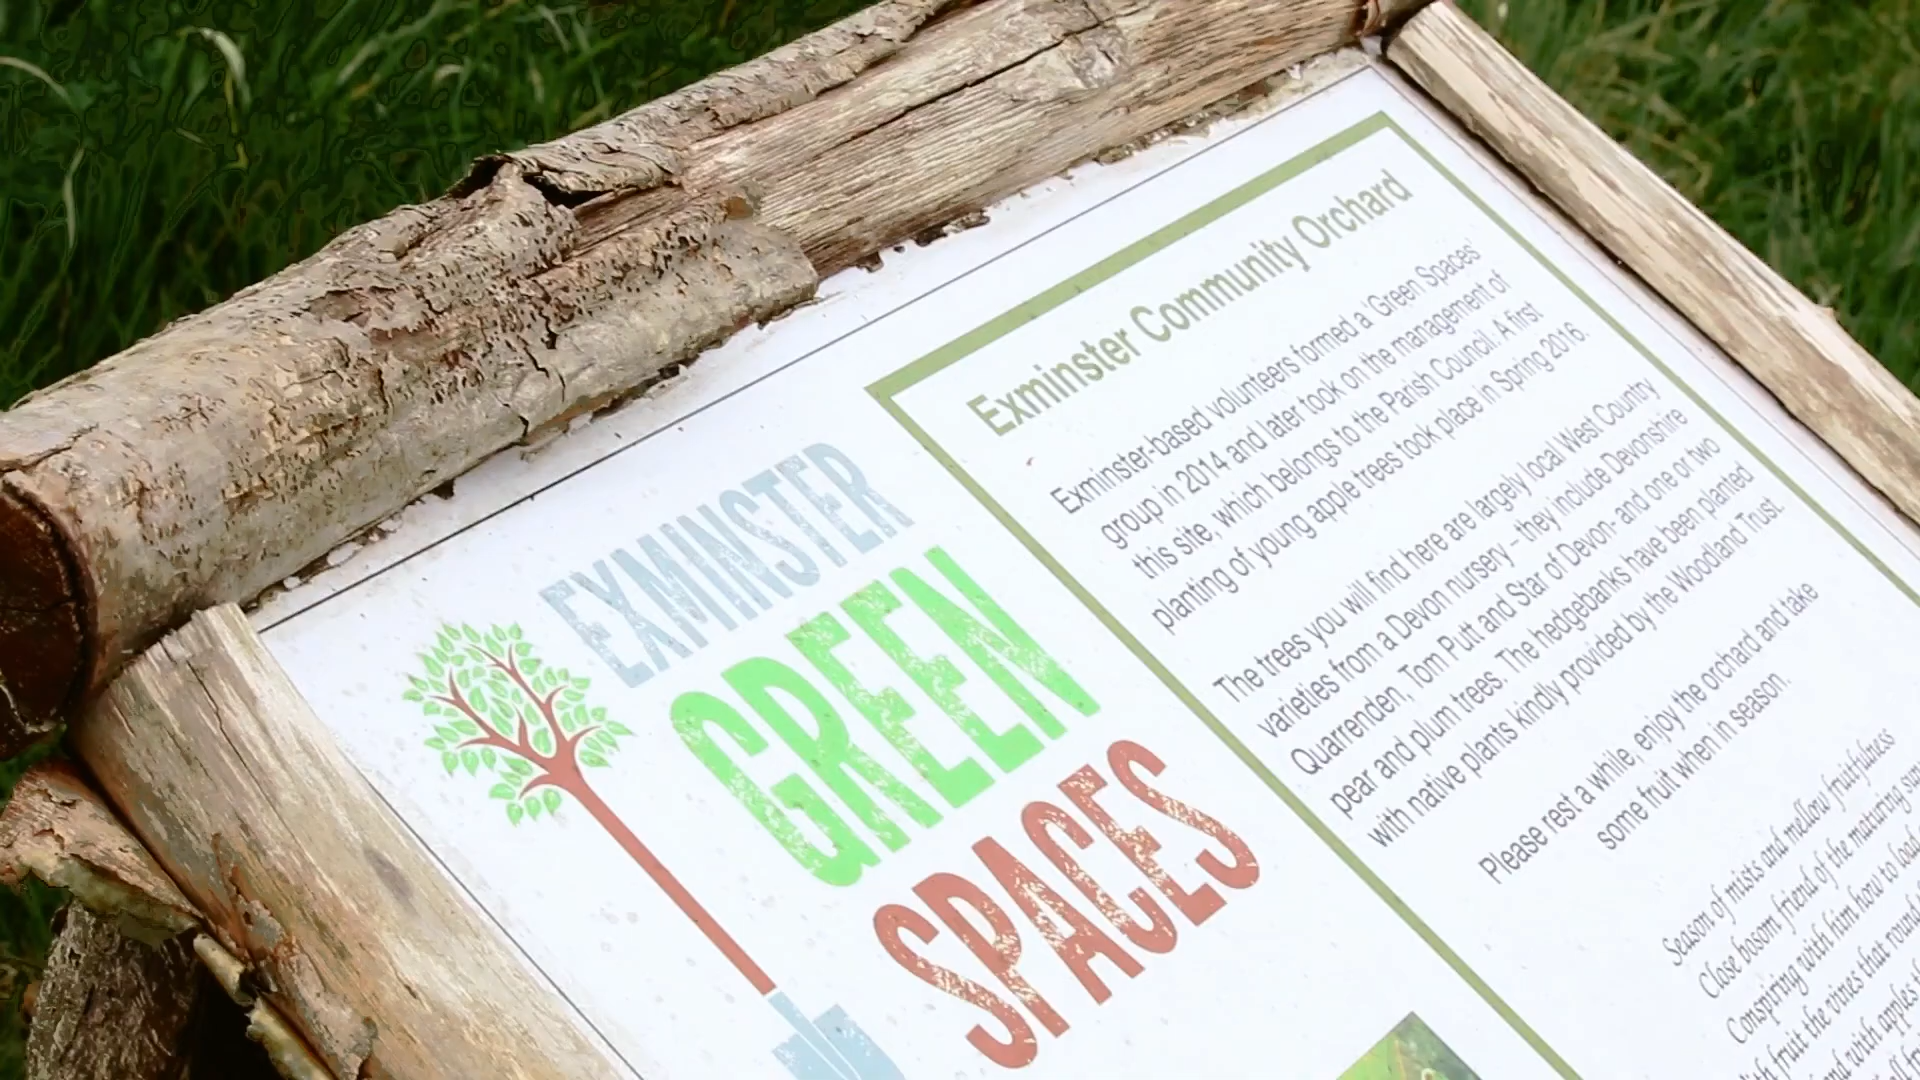 EXMINSTER
GREEN
SPACES
Exminster Community Orchard
Exminster-based volunteers formed a 'Green Spaces'
group in 2014 and later took on the management of
this site, which belongs to the Parish Council. A first
planting of young apple trees took place in Spring 2016.
The trees you will find here are largely local West Country
varieties from a Devon nursery – they include Devonshire
Quarrenden, Tom Putt and Star of Devon- and one or two
pear and plum trees. The hedgebanks have been planted
with native plants kindly provided by the Woodland Trust.
Please rest a while, enjoy the orchard and take
some fruit when in season.
Season of mists and mellow fruitfulness
Close bosom friend of the maturing
Conspiring with him how to load
fruit the vines that round
with apples